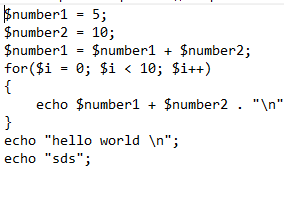 $number1 = 5;
$number2 = 10;
$number1 = $number1 + $number2;
for($i = 0; $i < 10; $i++)
{
    echo $number1 + $number2 . "\n"
}
echo "hello world \n";
echo "sds";